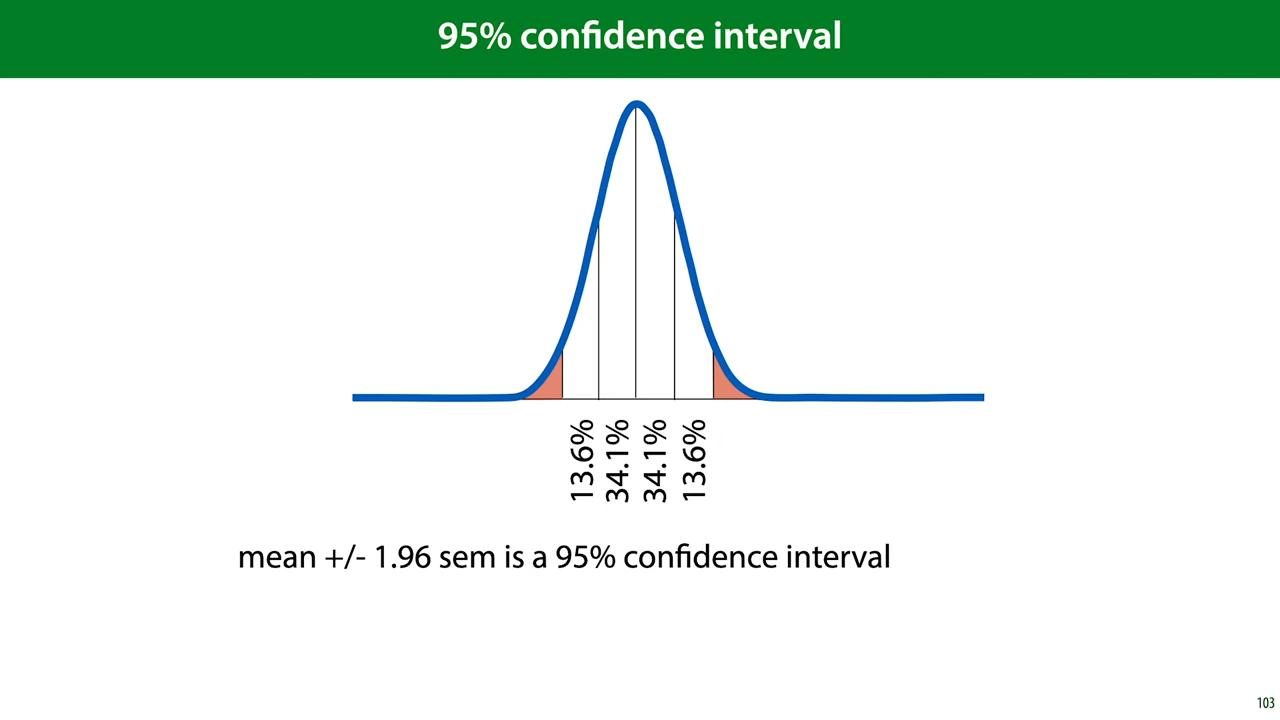 95% confidence interval
13.6%
34.1%
34.1%
13.6%
mean +/- 1.96 sem is a 95% confidence interval
103